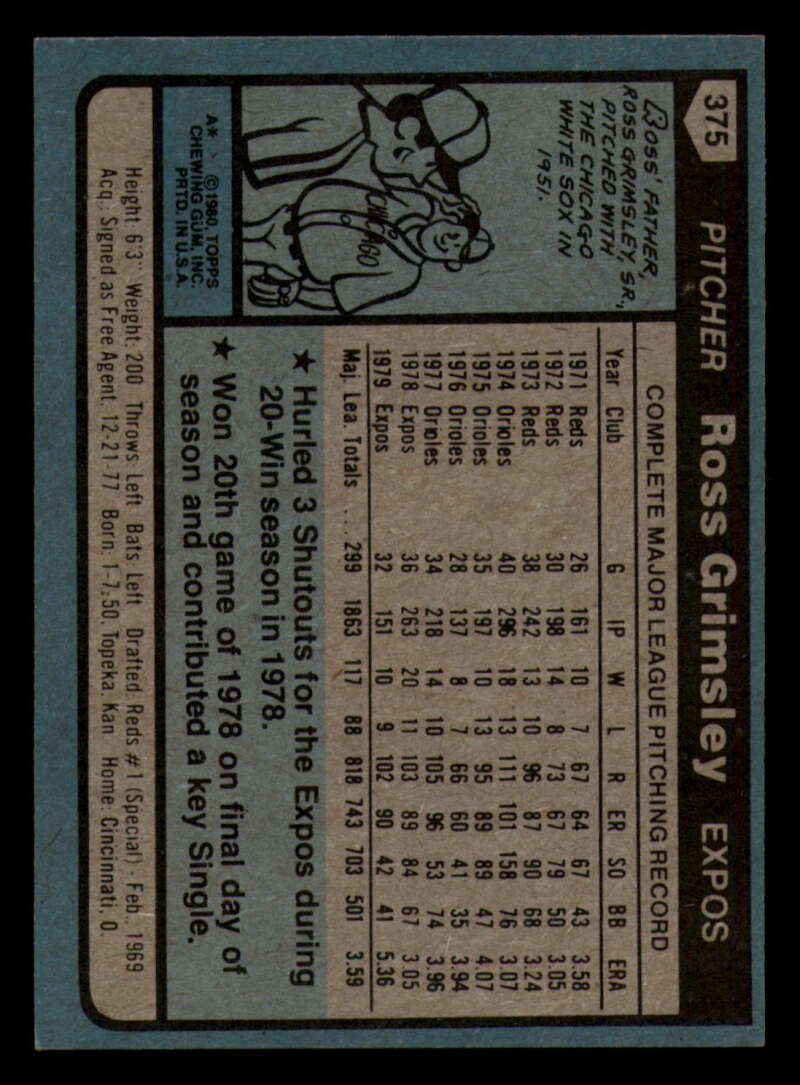 375 PITCHER Ross Grimsley EXPOS
ROSS' FATHER,
ROSS GRIMSLEY, SR.,
PITCHED WITH
THE CHICAGO
WHITE SOX IN
1951.
CHICAGO
A* © 1980, TOPPS
CHEWING GUM, INC.
PRTD. IN U.S.A.
COMPLETE MAJOR LEAGUE PITCHING RECORD
Year Club G IP W L R ER SO BB ERA
1971 Reds 26 161 10 7 67 64 67 43 3.58
1972 Reds 30 198 14 8 73 67 79 50 3.05
1973 Reds 38 242 13 10 96 87 90 68 3.24
1974 Orioles 40 296 18 13 111 101 158 76 3.07
1975 Orioles 35 197 10 13 95 89 89 47 4.07
1976 Orioles 28 137 8 7 66 60 41 35 3.94
1977 Orioles 34 218 14 10 105 96 53 74 3.96
1978 Expos 36 263 20 11 103 89 84 67 3.05
1979 Expos 32 151 10 9 102 90 42 41 5.36
Maj. Lea. Totals ... 299 1863 117 88 818 743 703 501 3.59
★ Hurled 3 Shutouts for the Expos during
20-Win season in 1978.
★ Won 20th game of 1978 on final day of
season and contributed a key Single.
Height: 6'3" Weight: 200 Throws: Left Bats: Left Drafted: Reds #1 (Special) - Feb., 1969
Acq.: Signed as Free Agent, 12-21-77 Born: 1-7-50, Topeka, Kan Home: Cincinnati, O.